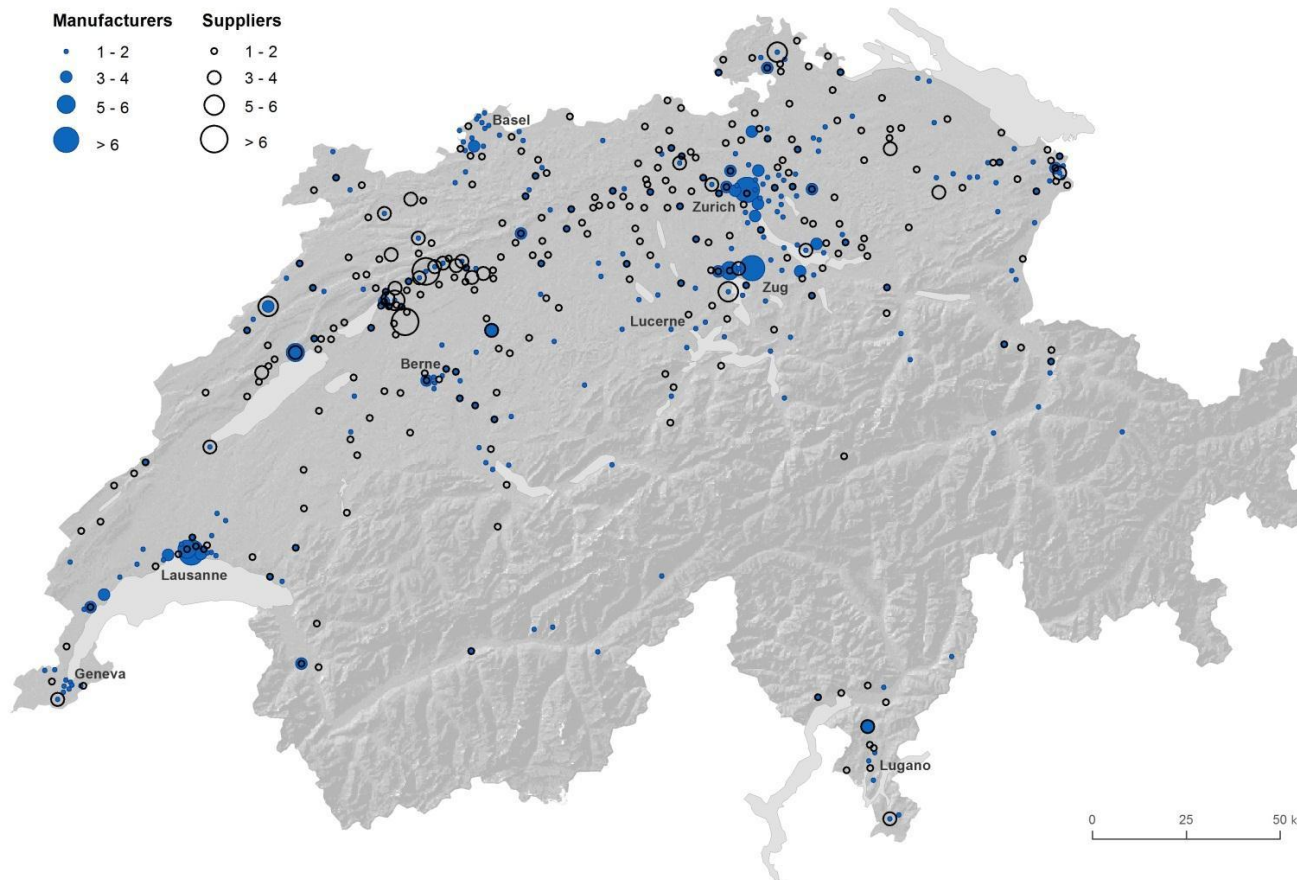 Manufacturers Suppliers
1 - 2 1 - 2
3 - 4 3 - 4
5 - 6 5 - 6
> 6 > 6
Basel
Zurich
Zug
Lucerne
Berne
Lausanne
Geneva
Lugano
0 25 50 k